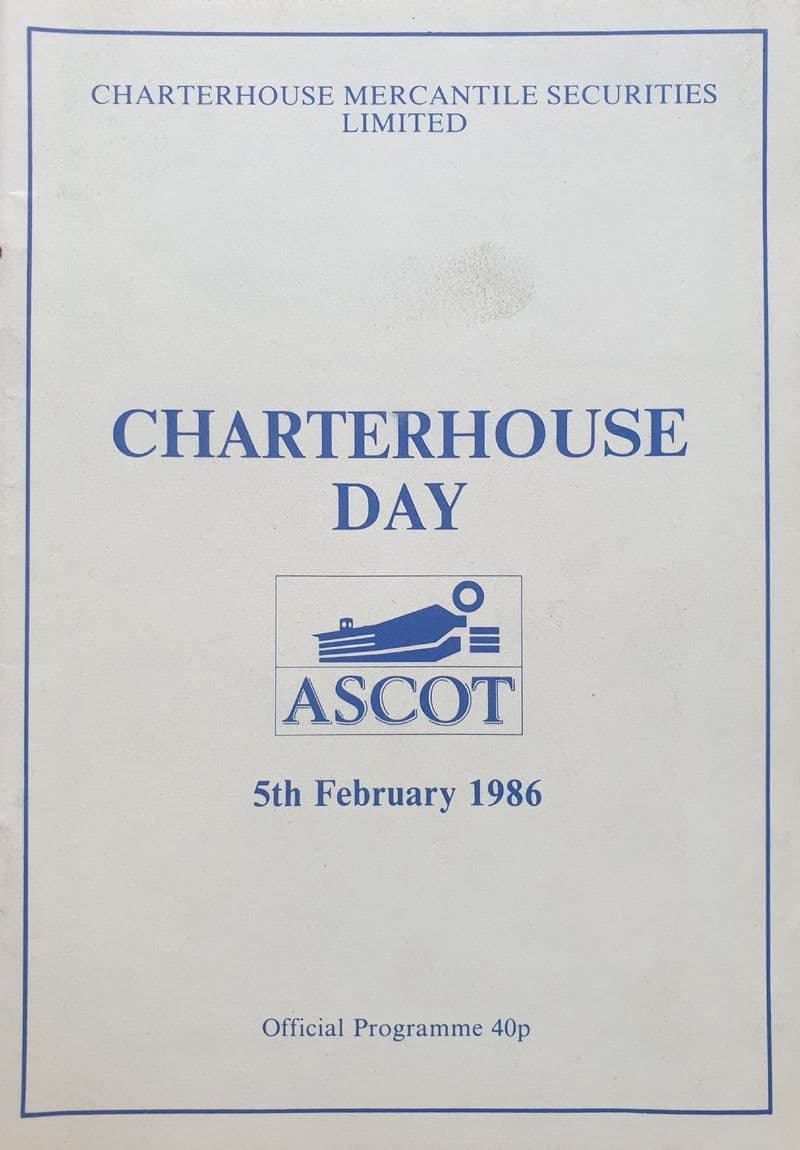 CHARTERHOUSE MERCANTILE SECURITIES
LIMITED
CHARTERHOUSE
DAY
ASCOT
5th February 1986
Official Programme 40p